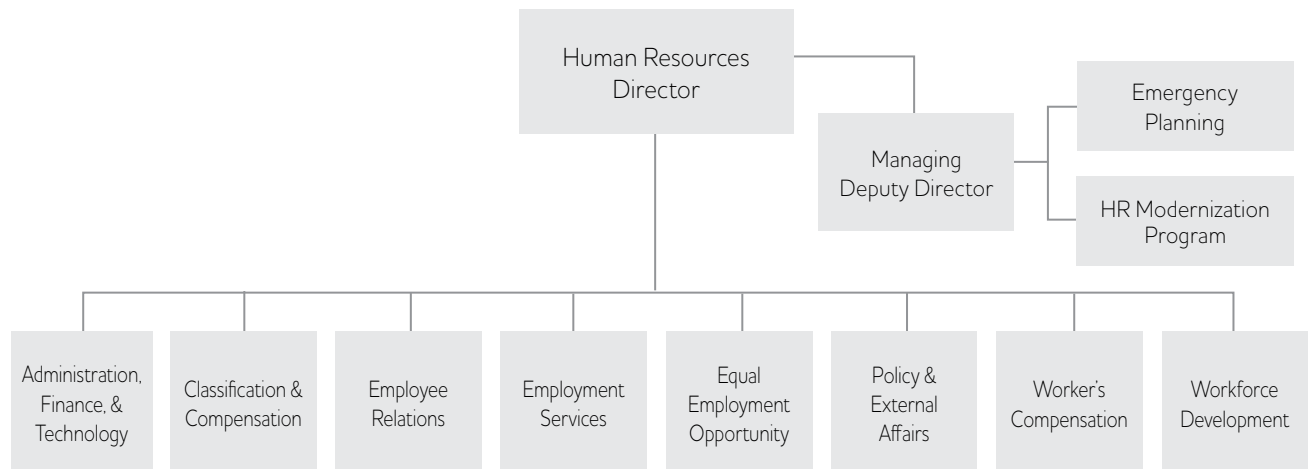 Human Resources
Director
Managing
Deputy Director
Emergency
Planning
HR Modernization
Program
Administration,
Finance, &
Technology
Classification &
Compensation
Employee
Relations
Employment
Services
Equal
Employment
Opportunity
Policy &
External
Affairs
Worker's
Compensation
Workforce
Development